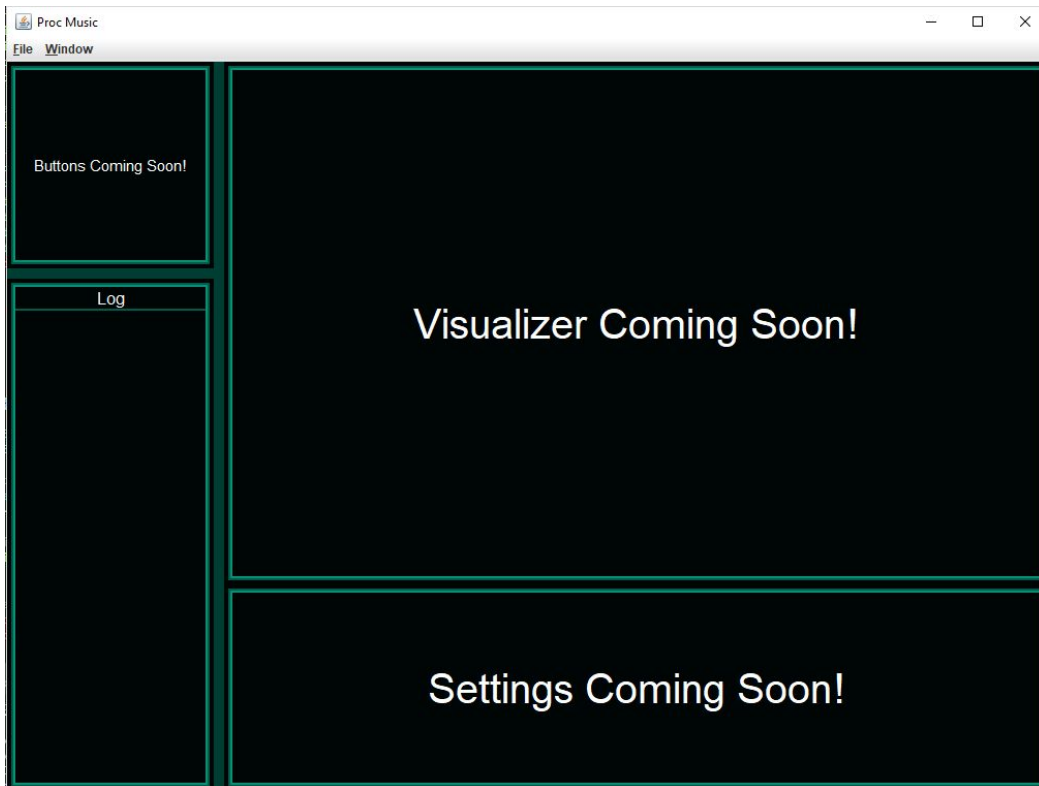 Proc Music
File Window
Buttons Coming Soon!
Log
Visualizer Coming Soon!
Settings Coming Soon!